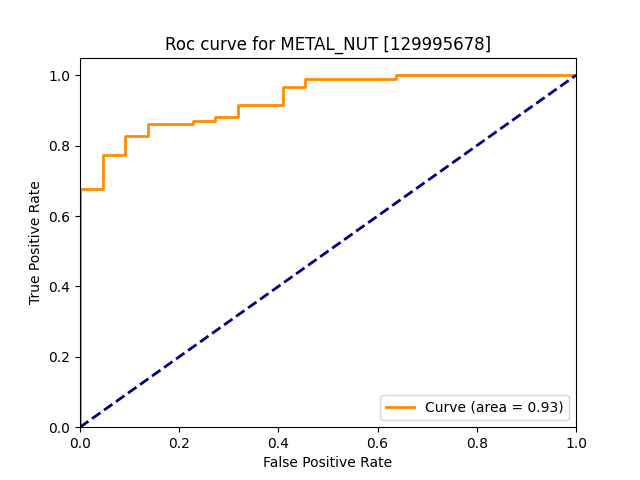 Roc curve for METAL_NUT [129995678]
True Positive Rate
1.0
0.8
0.6
0.4
0.2
0.0
0.0 0.2 0.4 0.6 0.8 1.0
False Positive Rate
Curve (area = 0.93)